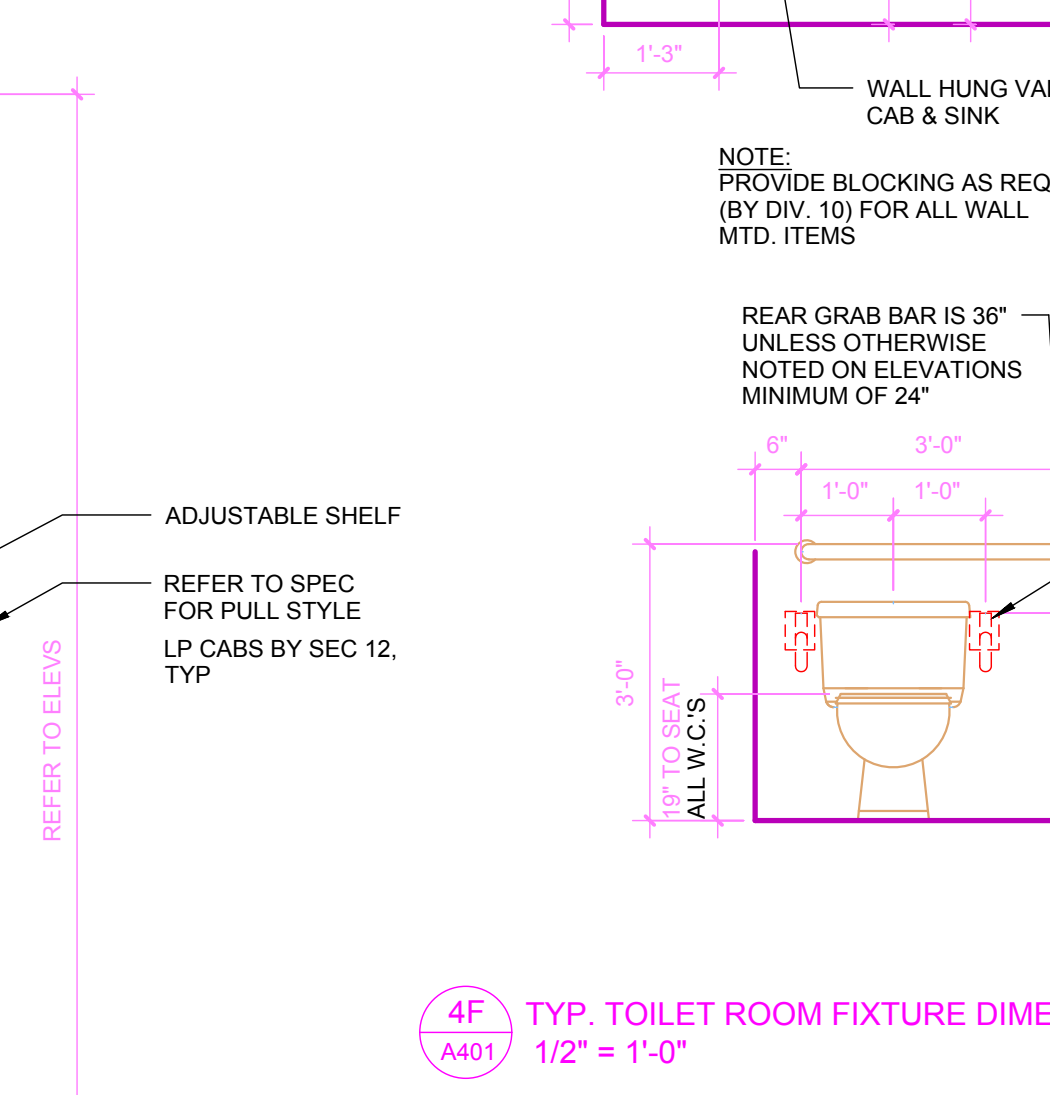 1'-3"
WALL HUNG
CAB & SINK
NOTE:
PROVIDE BLOCKING AS
(BY DIV. 10) FOR ALL WALL
MTD. ITEMS
REAR GRAB BAR IS 36"
UNLESS OTHERWISE
NOTED ON ELEVATIONS
MINIMUM OF 24"
6"
3'-0"
1'-0"
1'-0"
ADJUSTABLE SHELF
REFER TO SPEC
FOR PULL STYLE
LP CABS BY SEC 12,
TYP
REFER TO ELEVS
3'-0"
19" TO SEAT
ALL W.C.'S
4F
A401
TYP. TOILET ROOM FIXTURE
1/2" = 1'-0"